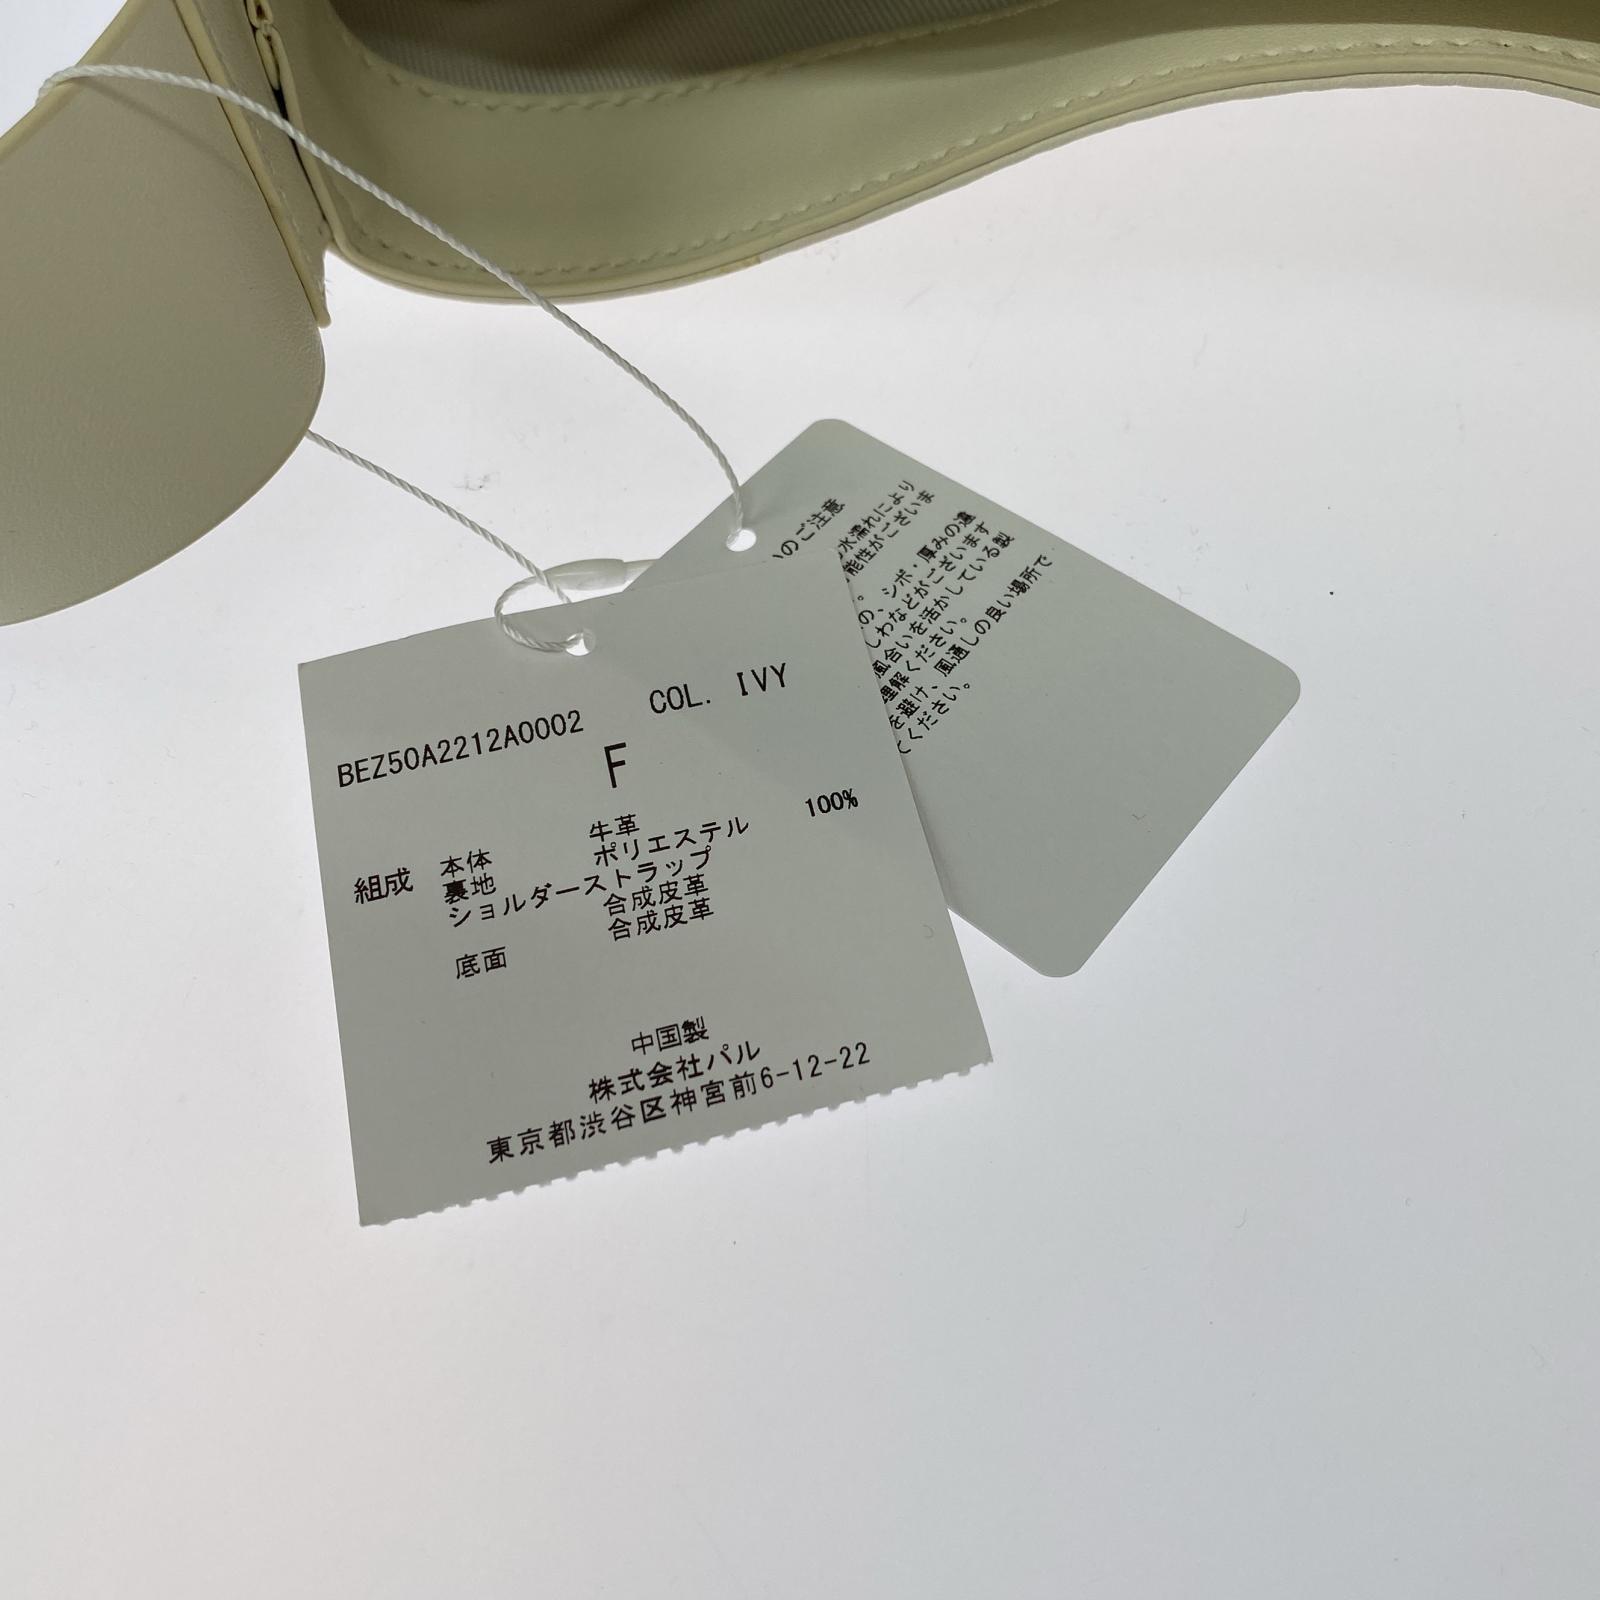 BEZ50A2212A0002 COL. IVY
F
組成 本体 牛革
裏地 ポリエステル 100%
ショルダーストラップ
合成皮革
底面 合成皮革
中国製
株式会社パル
東京都渋谷区神宮前6-12-22
のご注意
水濡れにより
能性がございま
。
の、シボ・厚みの違
しわなどがございます
風合いを活かしている製
理解ください。
を避け、風通しの良い場所で
てください。